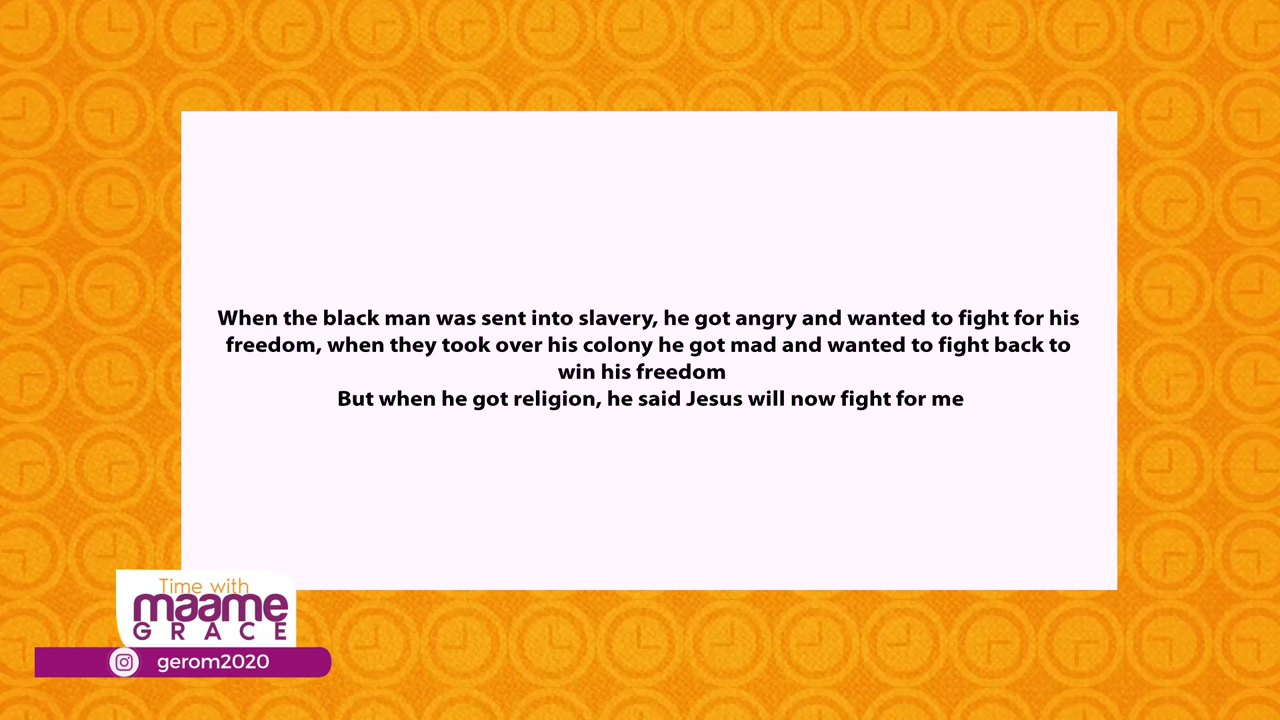 When the black man was sent into slavery, he got angry and wanted to fight for his
freedom, when they took over his colony he got mad and wanted to fight back to
win his freedom
But when he got religion, he said Jesus will now fight for me
Time with
maame
GRACE
gerom2020